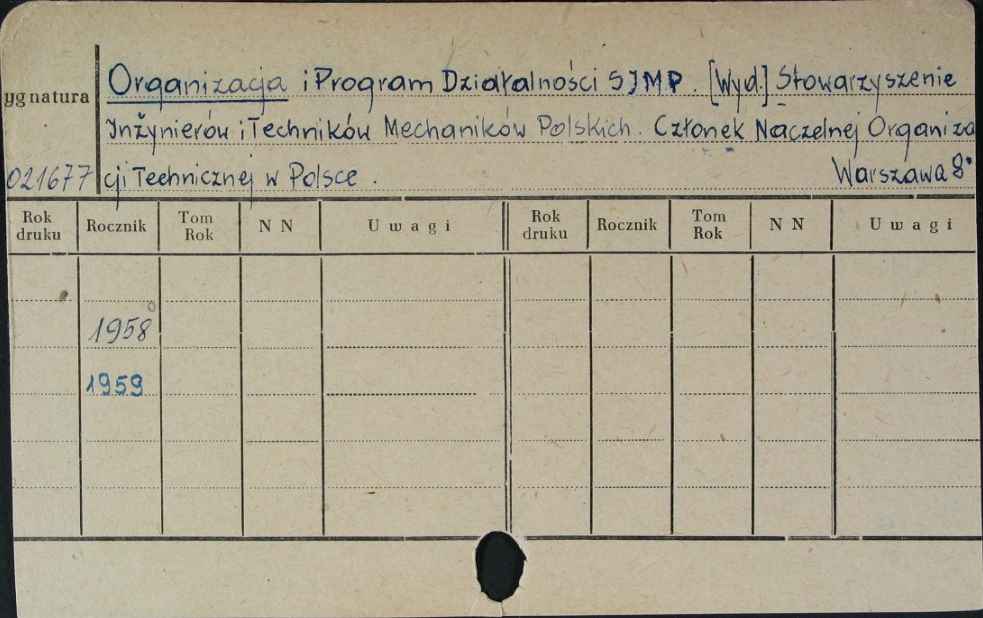 Organizacja i Program Działalności SIMP. [Wyd.] Stowarzyszenie
ygnatura
Inżynierów i Techników Mechaników Polskich. Członek Naczelnej Organiza
021677 cji Technicznej w Polsce. Warszawa 8°
Rok druku Rocznik Tom Rok N N Uwagi Rok druku Rocznik Tom Rok N N Uwagi
1958
1959